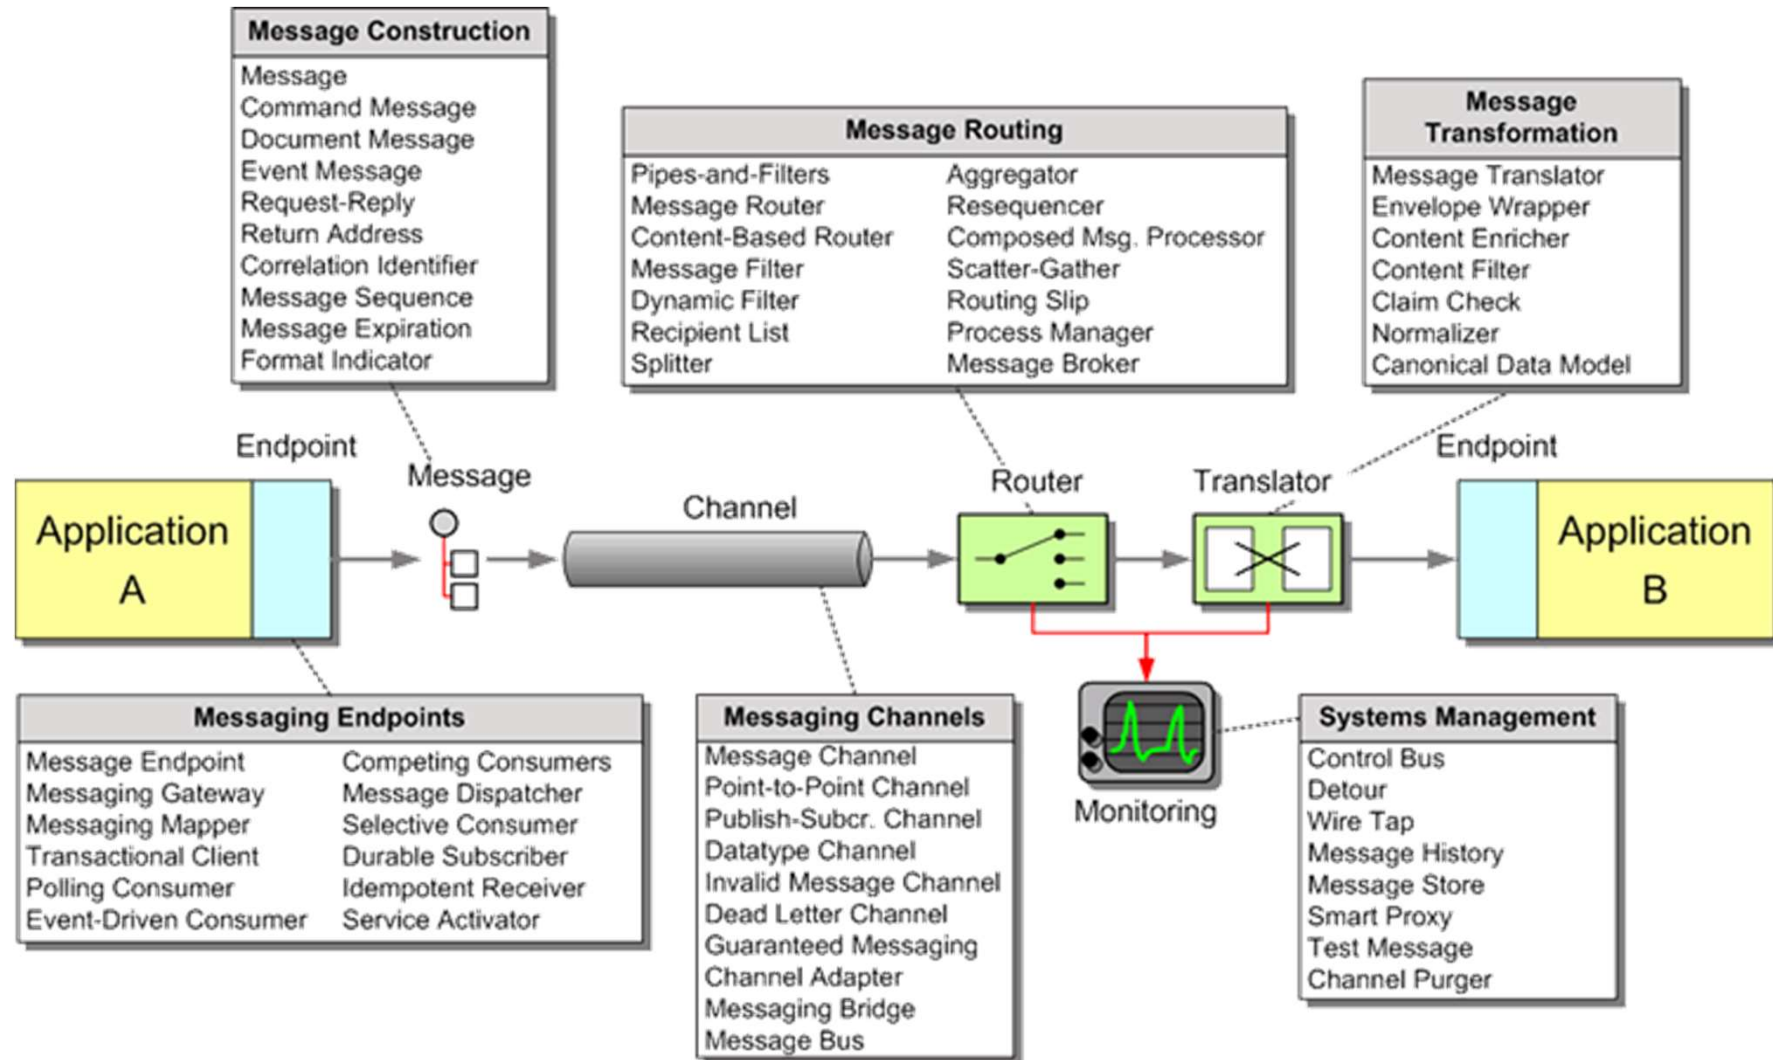 Message Construction
Message
Command Message
Document Message
Event Message
Request-Reply
Return Address
Correlation Identifier
Message Sequence
Message Expiration
Format Indicator
Message Routing
Pipes-and-Filters
Message Router
Content-Based Router
Message Filter
Dynamic Filter
Recipient List
Splitter
Aggregator
Resequencer
Composed Msg. Processor
Scatter-Gather
Routing Slip
Process Manager
Message Broker
Message
Transformation
Message Translator
Envelope Wrapper
Content Enricher
Content Filter
Claim Check
Normalizer
Canonical Data Model
Endpoint
Application
A
Message
Channel
Router
Translator
Endpoint
Application
B
Messaging Endpoints
Message Endpoint
Messaging Gateway
Messaging Mapper
Transactional Client
Polling Consumer
Event-Driven Consumer
Competing Consumers
Message Dispatcher
Selective Consumer
Durable Subscriber
Idempotent Receiver
Service Activator
Messaging Channels
Message Channel
Point-to-Point Channel
Publish-Subcr. Channel
Datatype Channel
Invalid Message Channel
Dead Letter Channel
Guaranteed Messaging
Channel Adapter
Messaging Bridge
Message Bus
Monitoring
Systems Management
Control Bus
Detour
Wire Tap
Message History
Message Store
Smart Proxy
Test Message
Channel Purger